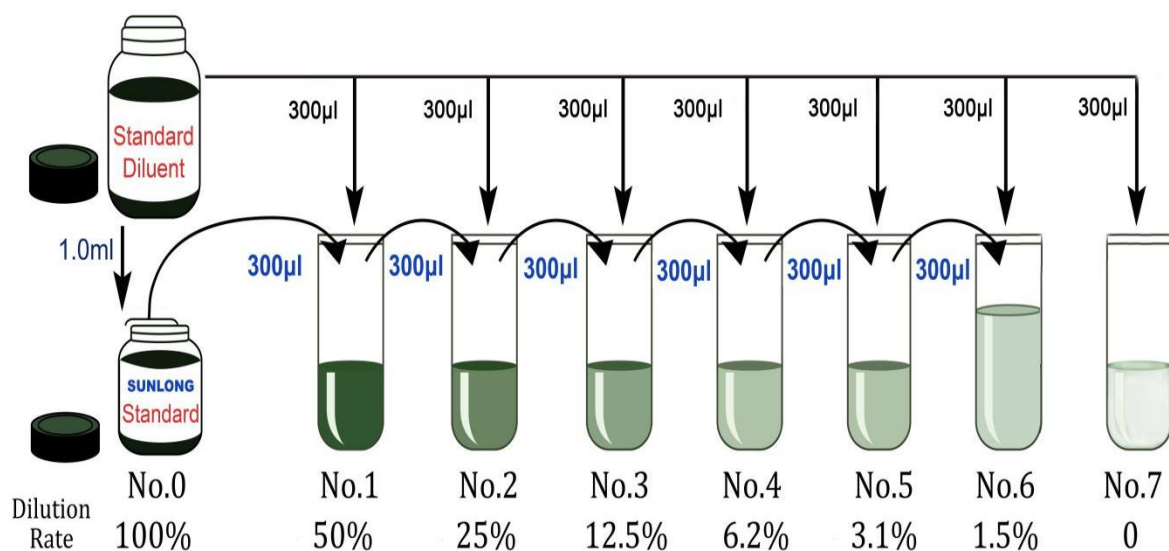 300µl 300µl 300µl 300µl 300µl 300µl 300µl
Standard
Diluent
1.0ml
300µl 300µl 300µl 300µl 300µl 300µl
SUNLONG
Standard
No.0 No.1 No.2 No.3 No.4 No.5 No.6 No.7
Dilution
Rate 100% 50% 25% 12.5% 6.2% 3.1% 1.5% 0